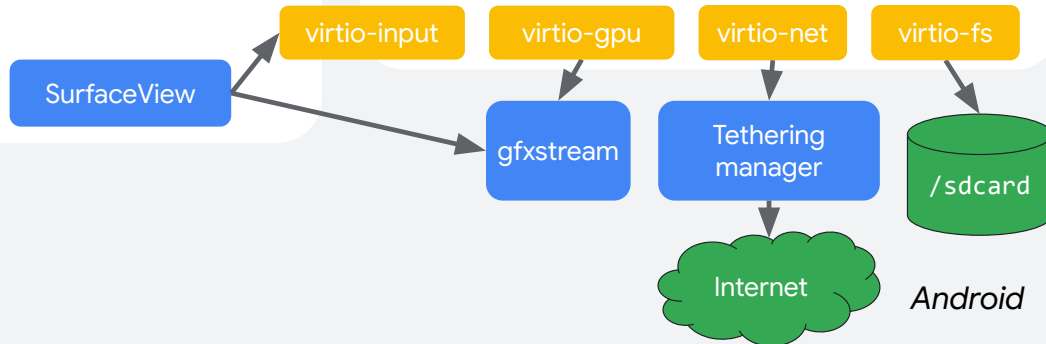 virtio-input
virtio-gpu
virtio-net
virtio-fs
SurfaceView
gfxstream
Tethering
manager
/sdcard
Internet
Android